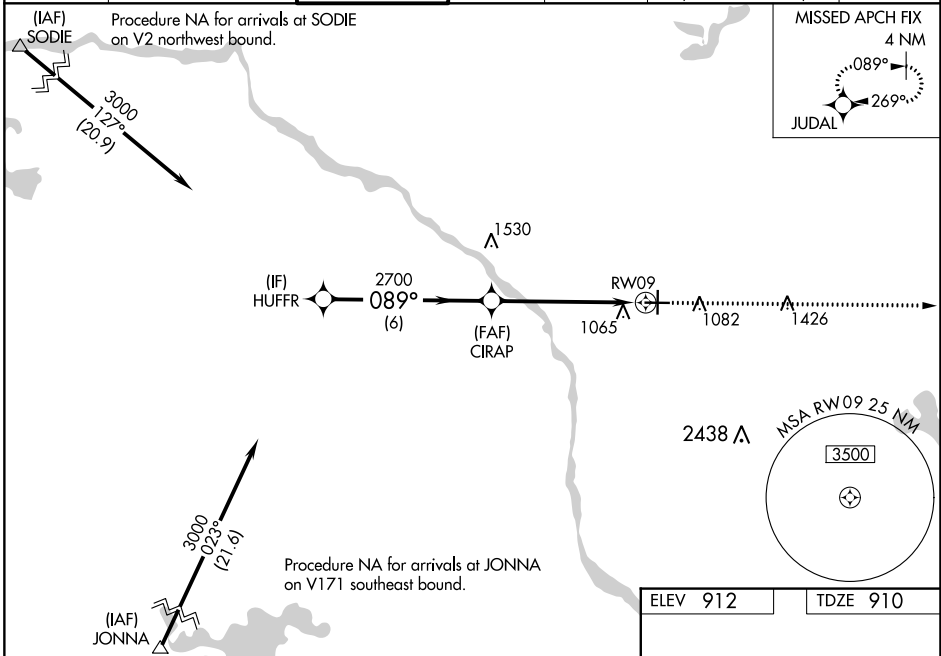 (IAF)
SODIE
Procedure NA for arrivals at SODIE
on V2 northwest bound.
3000
127°
(20.9)
MISSED APCH FIX
4 NM
089°
269°
JUDAL
1530
(IF)
HUFFR
2700
089°
(6)
(FAF)
CIRAP
RW09
1065
1082
1426
2438
MSA RW09 25 NM
3500
3000
023°
(21.6)
(IAF)
JONNA
Procedure NA for arrivals at JONNA
on V171 southeast bound.
ELEV 912
TDZE 910